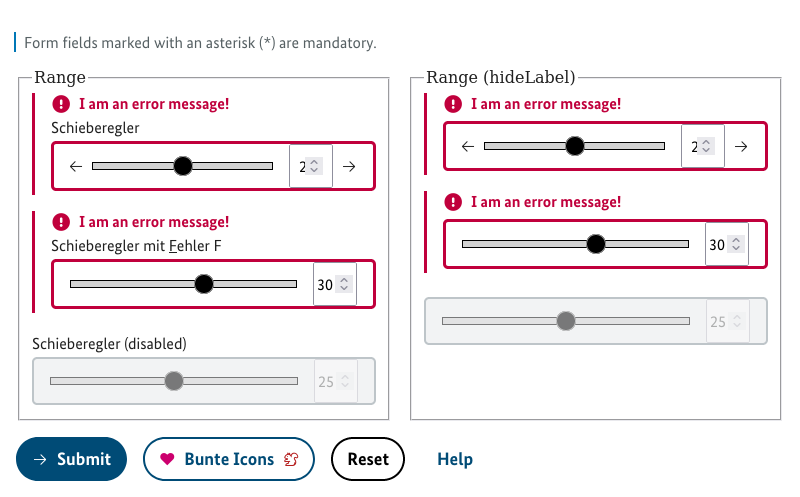 Form fields marked with an asterisk (*) are mandatory.
Range
I am an error message!
Schieberegler
I am an error message!
Schieberegler mit Fehler F
30
Schieberegler (disabled)
25
Range (hideLabel)
I am an error message!
I am an error message!
30
25
Submit
Bunte Icons
Reset
Help